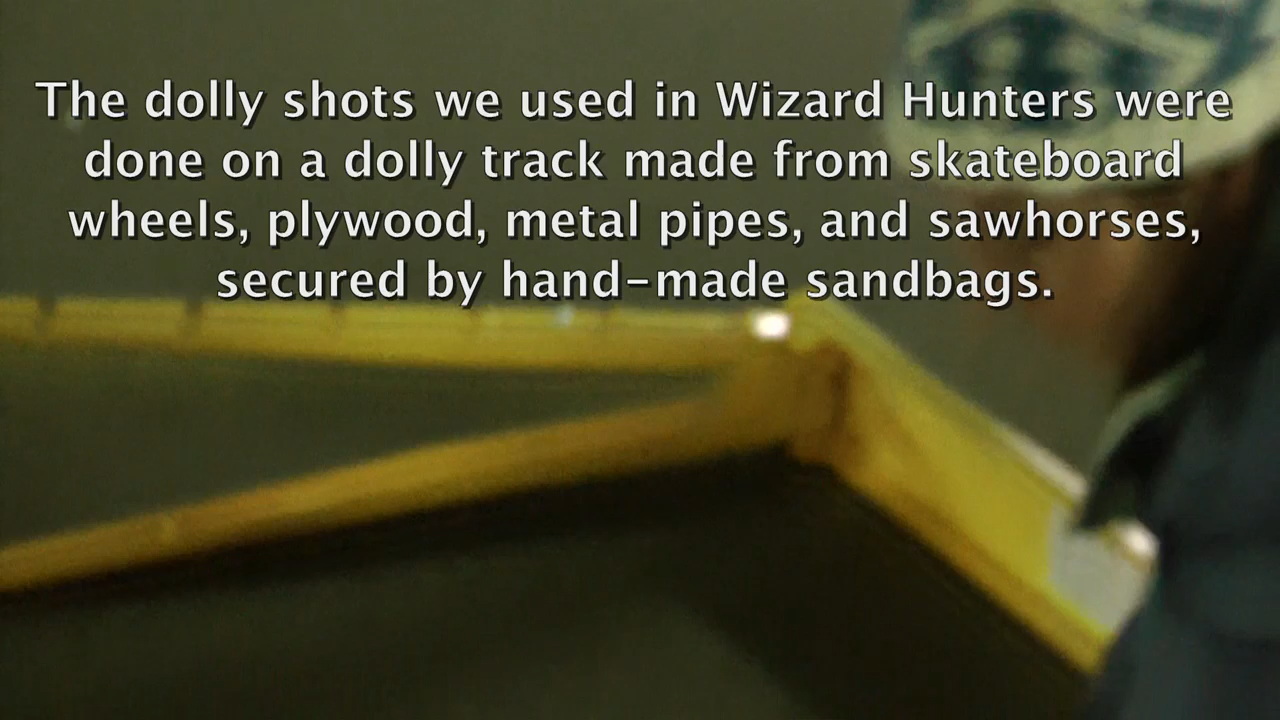 The dolly shots we used in Wizard Hunters were
done on a dolly track made from skateboard
wheels, plywood, metal pipes, and sawhorses,
secured by hand-made sandbags.